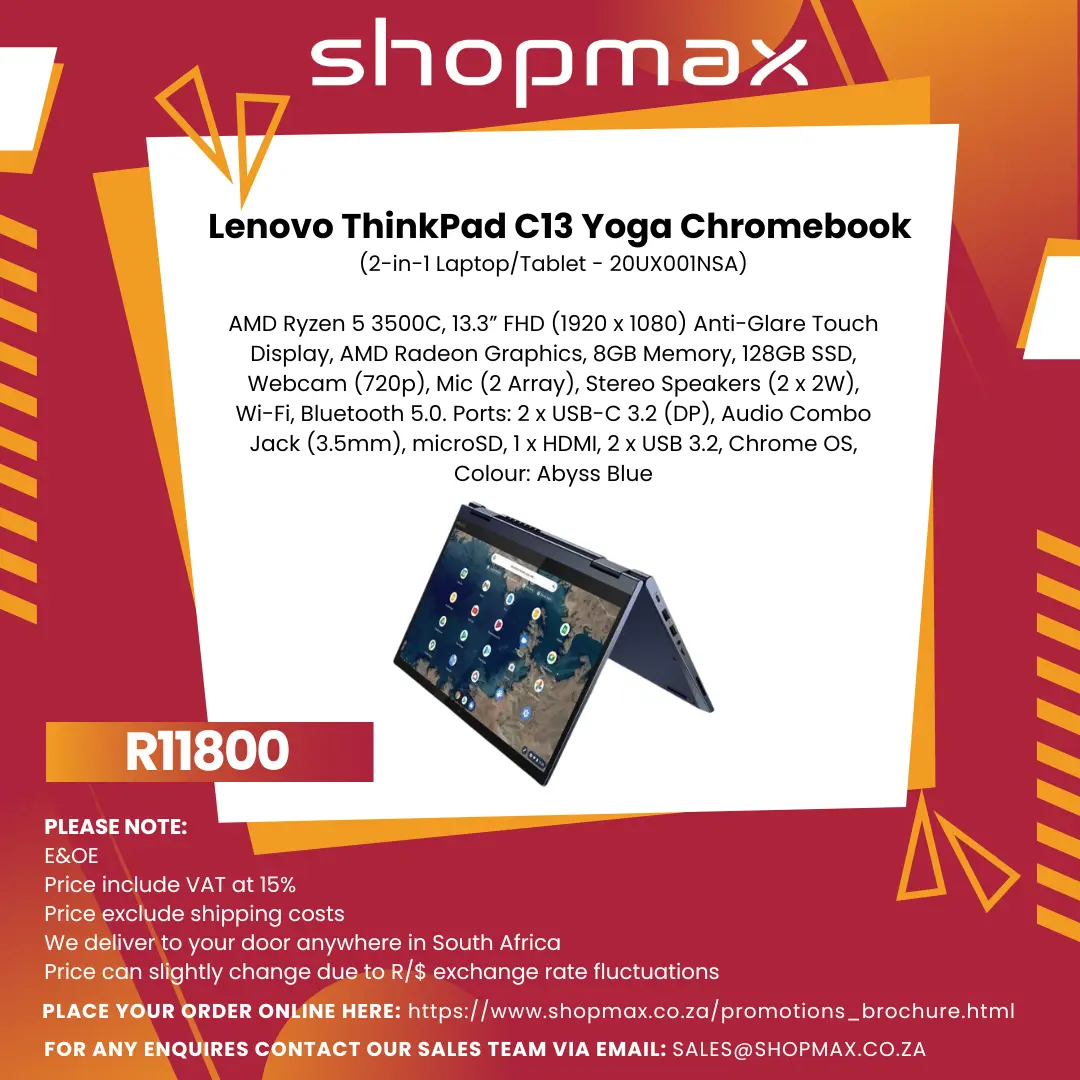 shopmax
Lenovo ThinkPad C13 Yoga Chromebook
(2-in-1 Laptop/Tablet - 20UX001NSA)
AMD Ryzen 5 3500C, 13.3” FHD (1920 x 1080) Anti-Glare Touch
Display, AMD Radeon Graphics, 8GB Memory, 128GB SSD,
Webcam (720p), Mic (2 Array), Stereo Speakers (2 x 2W),
Wi-Fi, Bluetooth 5.0. Ports: 2 x USB-C 3.2 (DP), Audio Combo
Jack (3.5mm), microSD, 1 x HDMI, 2 x USB 3.2, Chrome OS,
Colour: Abyss Blue
R11800
PLEASE NOTE:
E&OE
Price include VAT at 15%
Price exclude shipping costs
We deliver to your door anywhere in South Africa
Price can slightly change due to R/$ exchange rate fluctuations
PLACE YOUR ORDER ONLINE HERE: https://www.shopmax.co.za/promotions_brochure.html
FOR ANY ENQUIRES CONTACT OUR SALES TEAM VIA EMAIL: SALES@SHOPMAX.CO.ZA